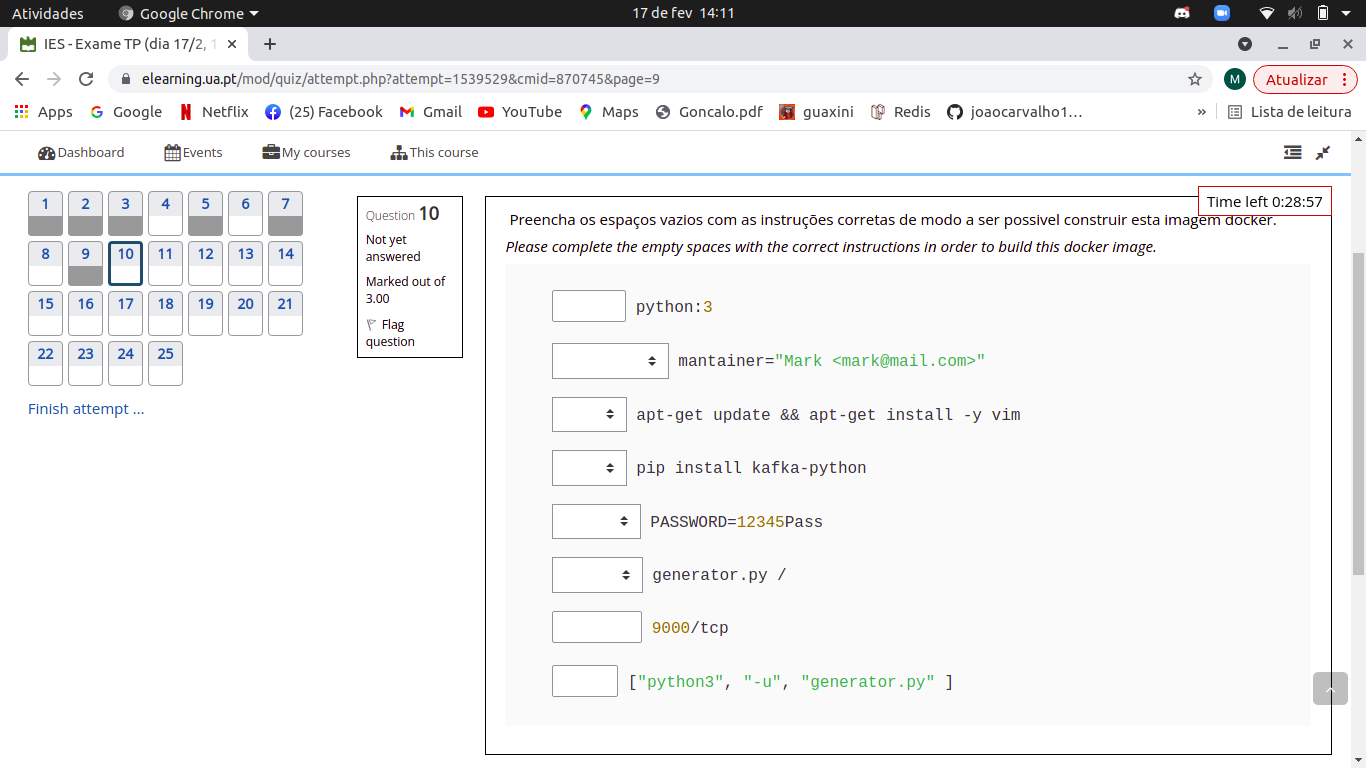 Atividades
Google Chrome
17 de fev 14:11
IES - Exame TP (dia 17/2, 1
elearning.ua.pt/mod/quiz/attempt.php?attempt=1539529&cmid=870745&page=9
M
Atualizar
Apps
Google
Netflix
(25) Facebook
Gmail
YouTube
Maps
Goncalo.pdf
guaxini
Redis
joaocarvalho1...
»
Lista de leitura
Dashboard
Events
My courses
This course
1 2 3 4 5 6 7
8 9 10 11 12 13 14
15 16 17 18 19 20 21
22 23 24 25
Finish attempt ...
Question 10
Not yet
answered
Marked out of
3.00
Flag
question
Time left 0:28:57
Preencha os espaços vazios com as instruções corretas de modo a ser possivel construir esta imagem docker.
Please complete the empty spaces with the correct instructions in order to build this docker image.
python:3
mantainer="Mark <mark@mail.com>"
apt-get update && apt-get install -y vim
pip install kafka-python
PASSWORD=12345Pass
generator.py /
9000/tcp
["python3", "-u", "generator.py" ]